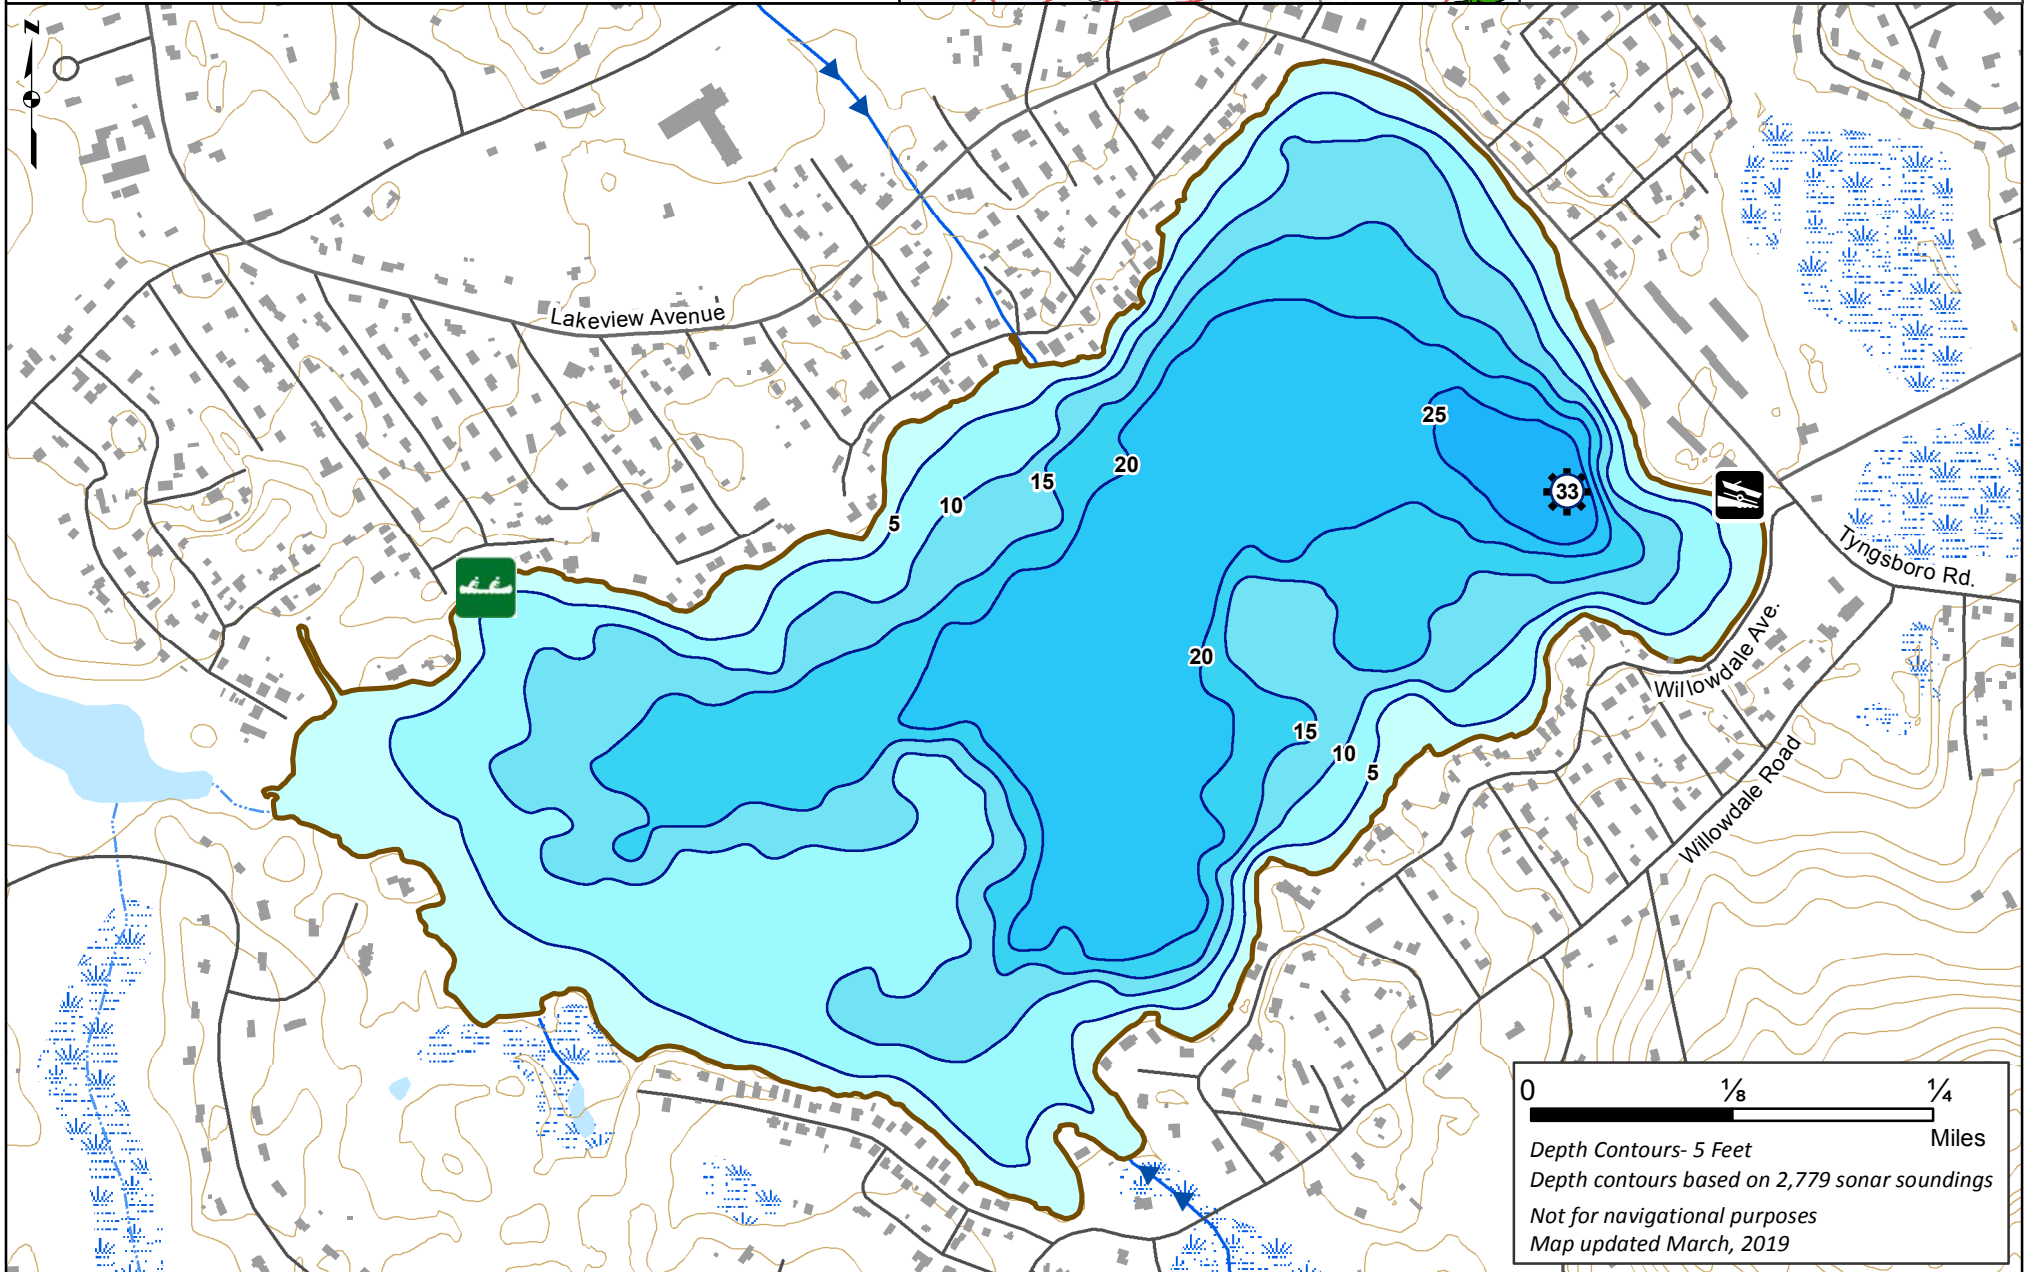 N
Lakeview Avenue
25
20
15
33
10
5
Tyngsboro Rd.
20
Willowdale Ave.
15
10
5
Willowdale Road
0 ⅛ ¼
Miles
Depth Contours- 5 Feet
Depth contours based on 2,779 sonar soundings
Not for navigational purposes
Map updated March, 2019